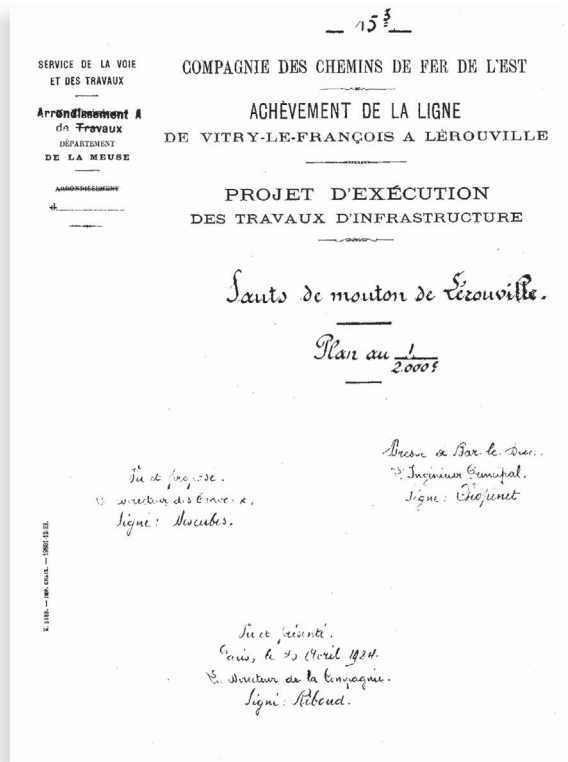 15³
SERVICE DE LA VOIE
ET DES TRAVAUX
Arrondissement A
de Travaux
DÉPARTEMENT
DE LA MEUSE
ARRONDISSEMENT
d
COMPAGNIE DES CHEMINS DE FER DE L'EST
ACHÈVEMENT DE LA LIGNE
DE VITRY-LE-FRANÇOIS A LÉROUVILLE
PROJET D'EXÉCUTION
DES TRAVAUX D'INFRASTRUCTURE
Sauts de mouton de Lérouville.
Plan au 1/2.000e
Dressé à Bar-le-Duc.
L'Ingénieur Principal.
Signé:
Vu et proposé.
Directeur des Travaux,
Signé: Descubes.
Vu et présenté.
Paris, le Avril 1924.
Le Directeur de la Compagnie.
Signé: Riboud.